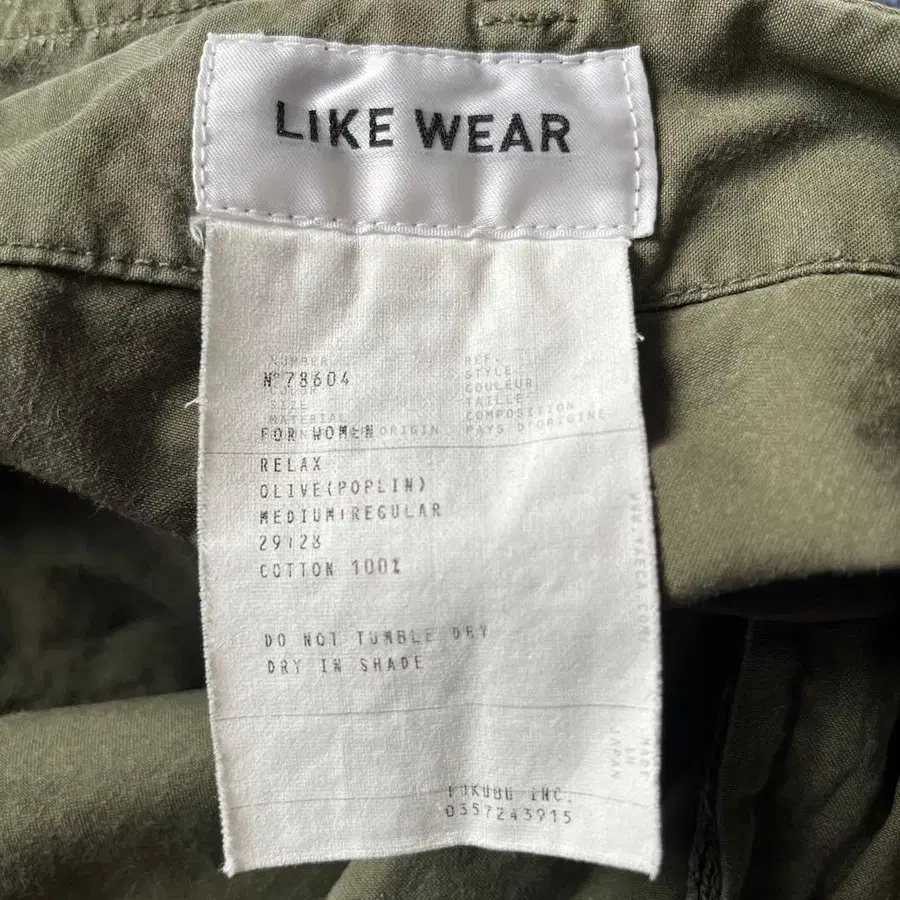 LIKE WEAR
NUMBER
REF.
Nº78604
STYLE
COLOR
COULEUR
SIZE
TAILLE
MATERIAL
COMPOSITION
FOR WOMEN
ORIGIN
PAYS D'ORIGINE
RELAX
OLIVE(POPLIN)
MEDIUM:REGULAR
29:28
COTTON 100%
DO NOT TUMBLE DRY
DRY IN SHADE
MADE
IN
JAPAN
INC.
0357243915